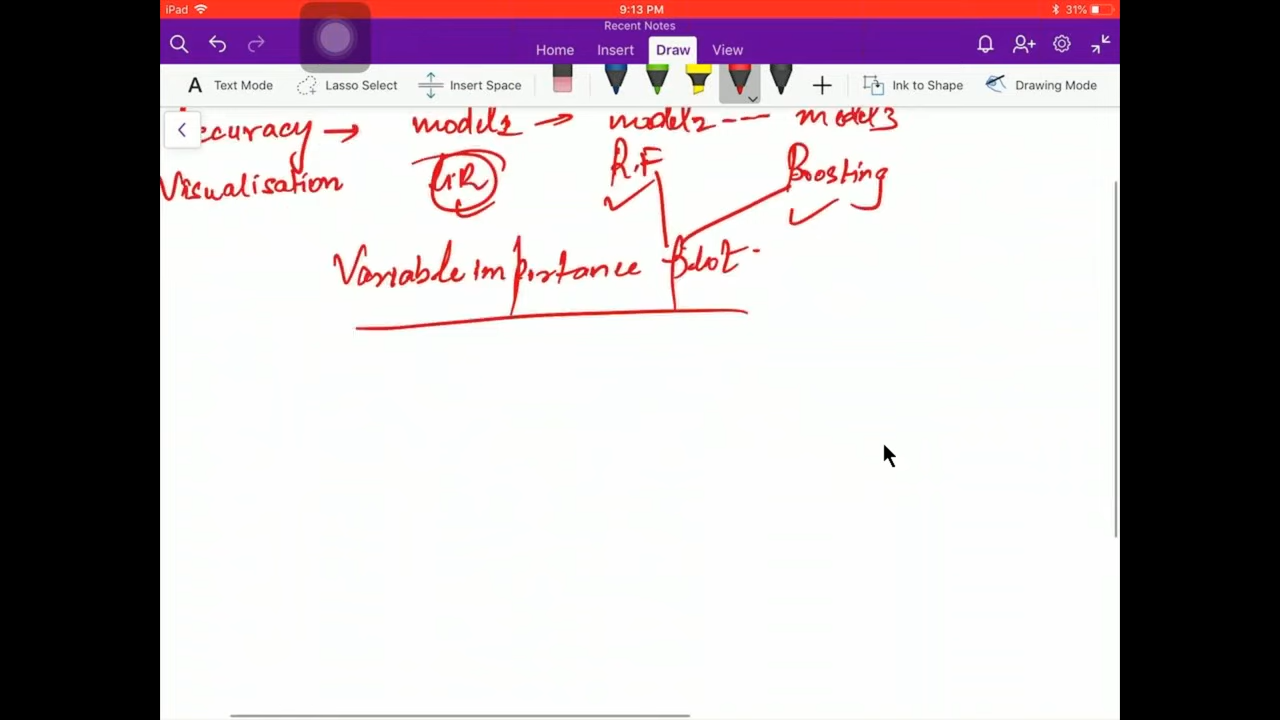 iPad 9:13 PM 31%
Recent Notes
Home Insert Draw View
A Text Mode Lasso Select Insert Space Ink to Shape Drawing Mode
ccuracy → model1 → model2 -- model3
Visualisation R.F Boosting
Variable importance plot